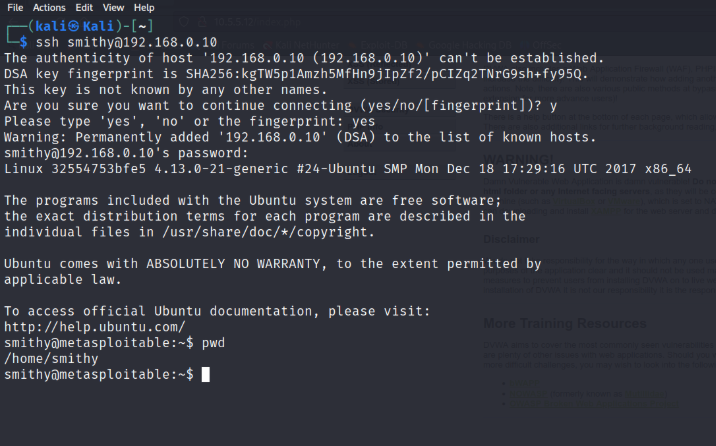 File Actions Edit View Help
┌──(kali㉿Kali)-[~]
└─$ ssh smithy@192.168.0.10
The authenticity of host '192.168.0.10 (192.168.0.10)' can't be established.
DSA key fingerprint is SHA256:kgTW5p1Amzh5MfHn9jIpZf2/pCIZq2TNrG9sh+fy95Q.
This key is not known by any other names.
Are you sure you want to continue connecting (yes/no/[fingerprint])? y
Please type 'yes', 'no' or the fingerprint: yes
Warning: Permanently added '192.168.0.10' (DSA) to the list of known hosts.
smithy@192.168.0.10's password:
Linux 32554753bfe5 4.13.0-21-generic #24-Ubuntu SMP Mon Dec 18 17:29:16 UTC 2017 x86_64
The programs included with the Ubuntu system are free software;
the exact distribution terms for each program are described in the
individual files in /usr/share/doc/*/copyright.
Ubuntu comes with ABSOLUTELY NO WARRANTY, to the extent permitted by
applicable law.
To access official Ubuntu documentation, please visit:
http://help.ubuntu.com/
smithy@metasploitable:~$ pwd
/home/smithy
smithy@metasploitable:~$
WARNING!
Disclaimer
More Training Resources